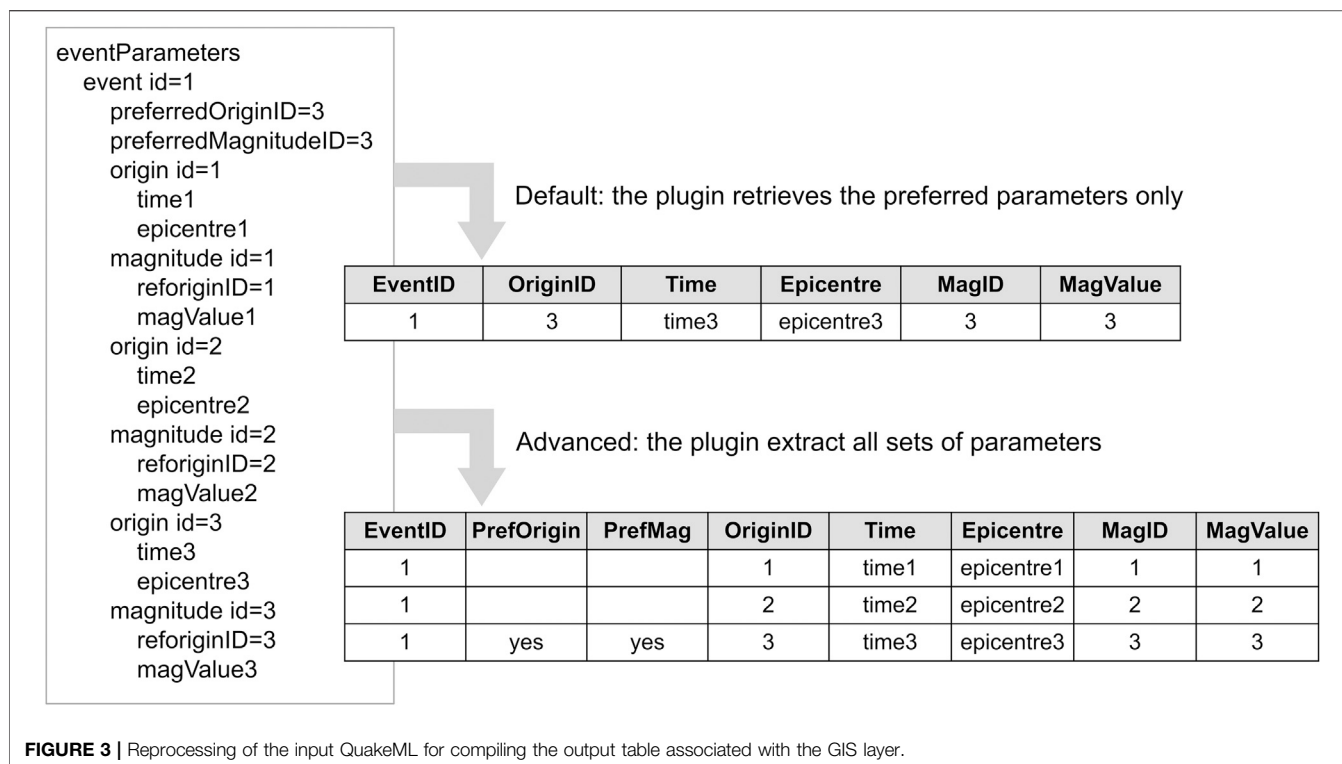 eventParameters
event id=1
preferredOriginID=3
preferredMagnitudeID=3
origin id=1
time1
epicentre1
magnitude id=1
reforiginID=1
magValue1
origin id=2
time2
epicentre2
magnitude id=2
reforiginID=2
magValue2
origin id=3
time3
epicentre3
magnitude id=3
reforiginID=3
magValue3
Default: the plugin retrieves the preferred parameters only
EventID OriginID Time Epicentre MagID MagValue
1 3 time3 epicentre3 3 3
Advanced: the plugin extract all sets of parameters
EventID PrefOrigin PrefMag OriginID Time Epicentre MagID MagValue
1 1 time1 epicentre1 1 1
1 2 time2 epicentre2 2 2
1 yes yes 3 time3 epicentre3 3 3
FIGURE 3 | Reprocessing of the input QuakeML for compiling the output table associated with the GIS layer.